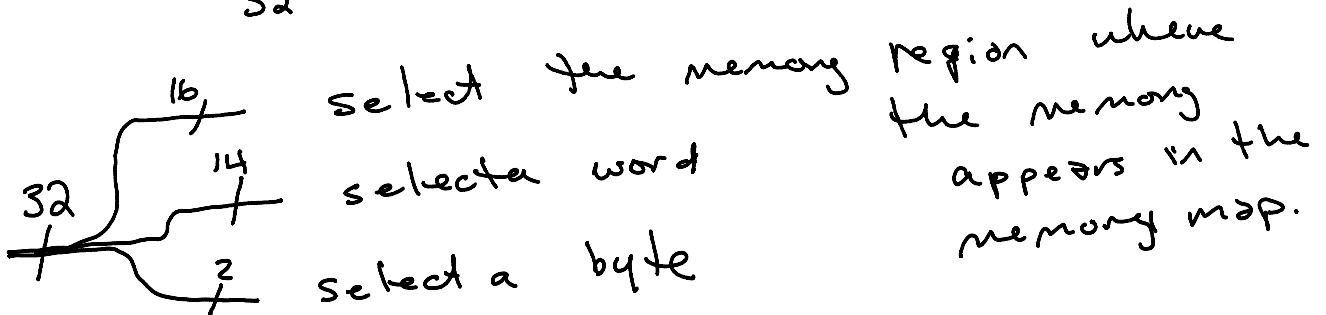 32
16 select the memory region where
the memory
appears in the
memory map.
14 select a word
32
2 select a byte